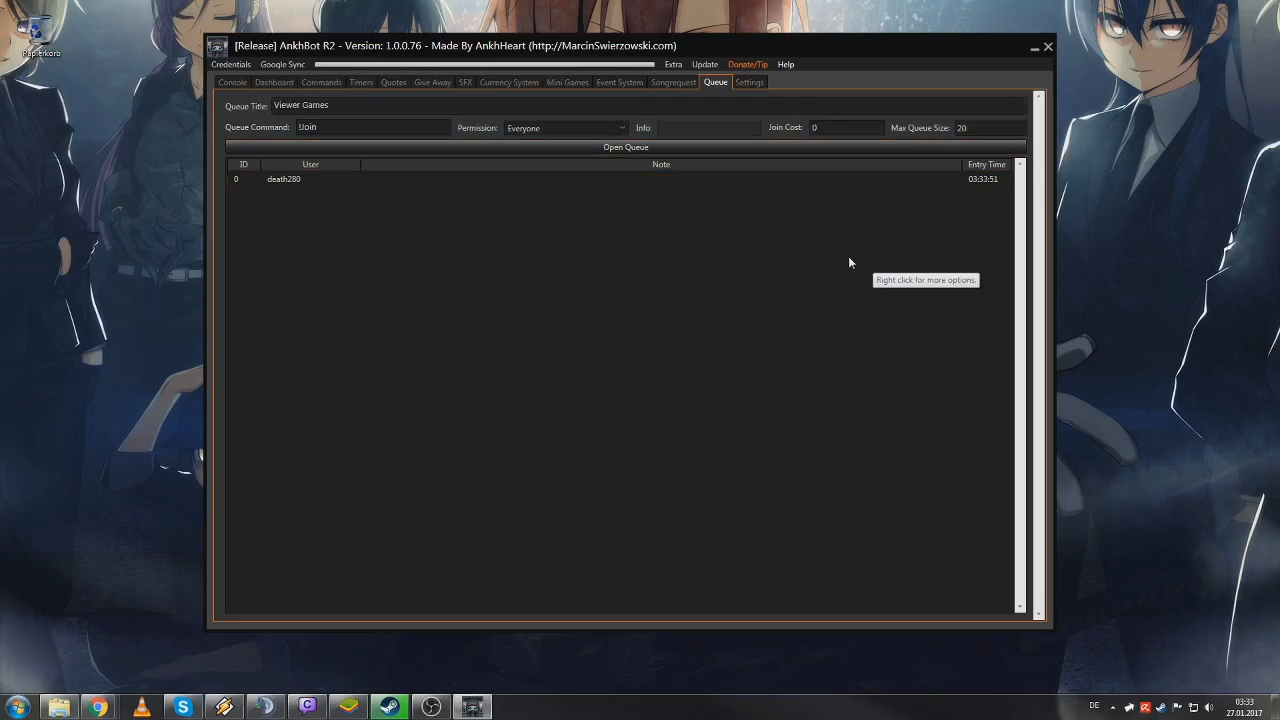 Papierkorb
[Release] AnkhBot R2 - Version: 1.0.0.76 - Made By AnkhHeart (http://MarcinSwierzowski.com)
Credentials Google Sync Extra Update Donate/Tip Help
Console Dashboard Commands Timers Quotes Give Away SFX Currency System Mini Games Event System Songrequest Queue Settings
Queue Title: Viewer Games
Queue Command: !Join Permission: Everyone Info: Join Cost: 0 Max Queue Size: 20
Open Queue
ID User Note Entry Time
0 death280 03:33:51
Right click for more options.
DE 03:33
27.01.2017